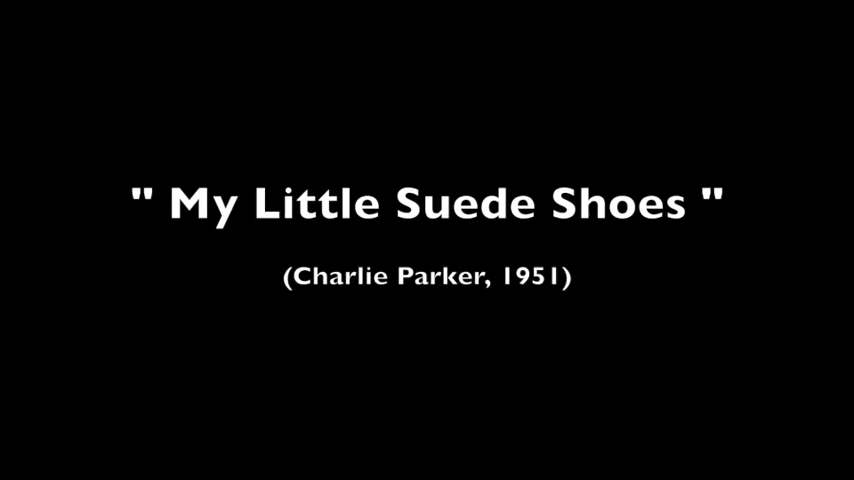 " My Little Suede Shoes "
(Charlie Parker, 1951)